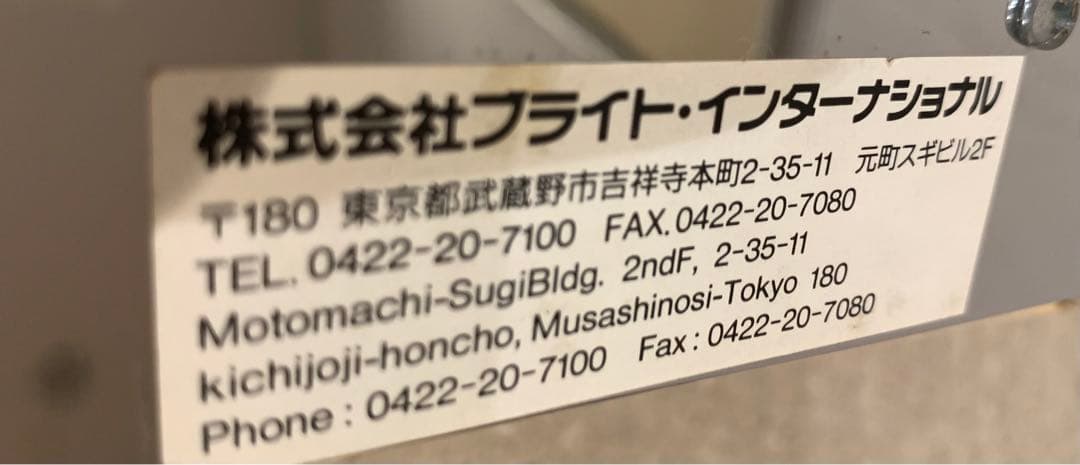 株式会社ブライト・インターナショナル
〒180 東京都武蔵野市吉祥寺本町2-35-11 元町スギビル2F
TEL. 0422-20-7100 FAX. 0422-20-7080
Motomachi-SugiBldg. 2ndF, 2-35-11
kichijoji-honcho, Musashinosi-Tokyo 180
Phone : 0422-20-7100 Fax : 0422-20-7080